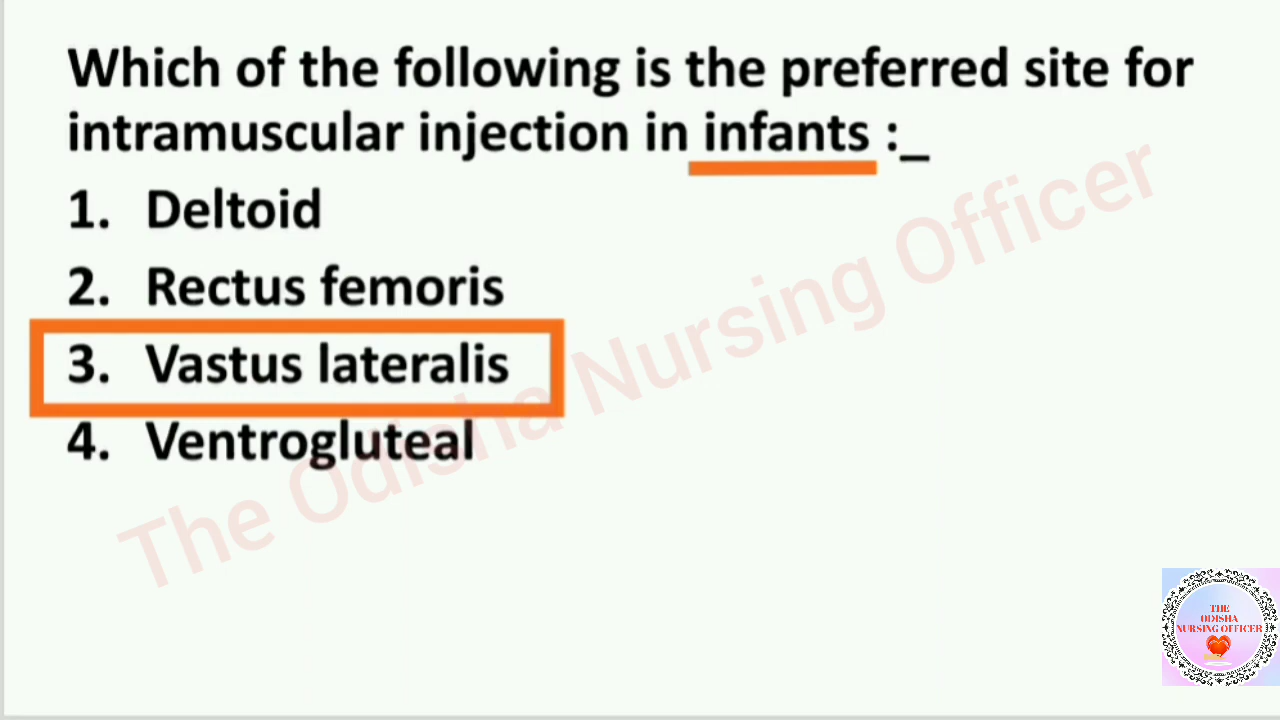 Which of the following is the preferred site for
intramuscular injection in infants :_
1. Deltoid
2. Rectus femoris
3. Vastus lateralis
4. Ventrogluteal
The Odisha Nursing Officer
THE
ODISHA
NURSING OFFICER